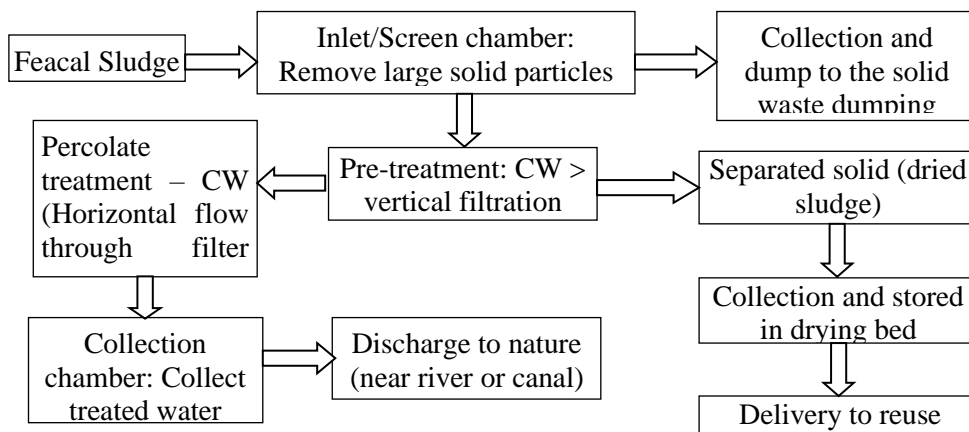 Feacal Sludge
Inlet/Screen chamber:
Remove large solid particles
Collection and
dump to the solid
waste dumping
Percolate
treatment – CW
(Horizontal flow
through filter
Pre-treatment: CW >
vertical filtration
Separated solid (dried
sludge)
Collection and stored
in drying bed
Collection
chamber: Collect
treated water
Discharge to nature
(near river or canal)
Delivery to reuse